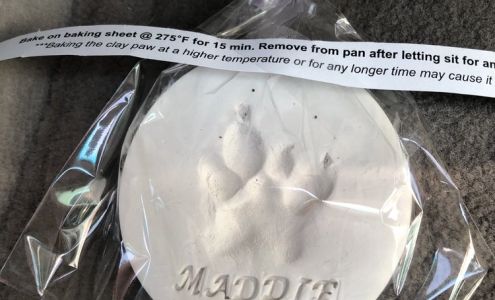 Bake on baking sheet @ 275°F for 15 min. Remove from pan after letting sit for an
***Baking the clay paw at a higher temperature or for any longer time may cause it
MADDIE